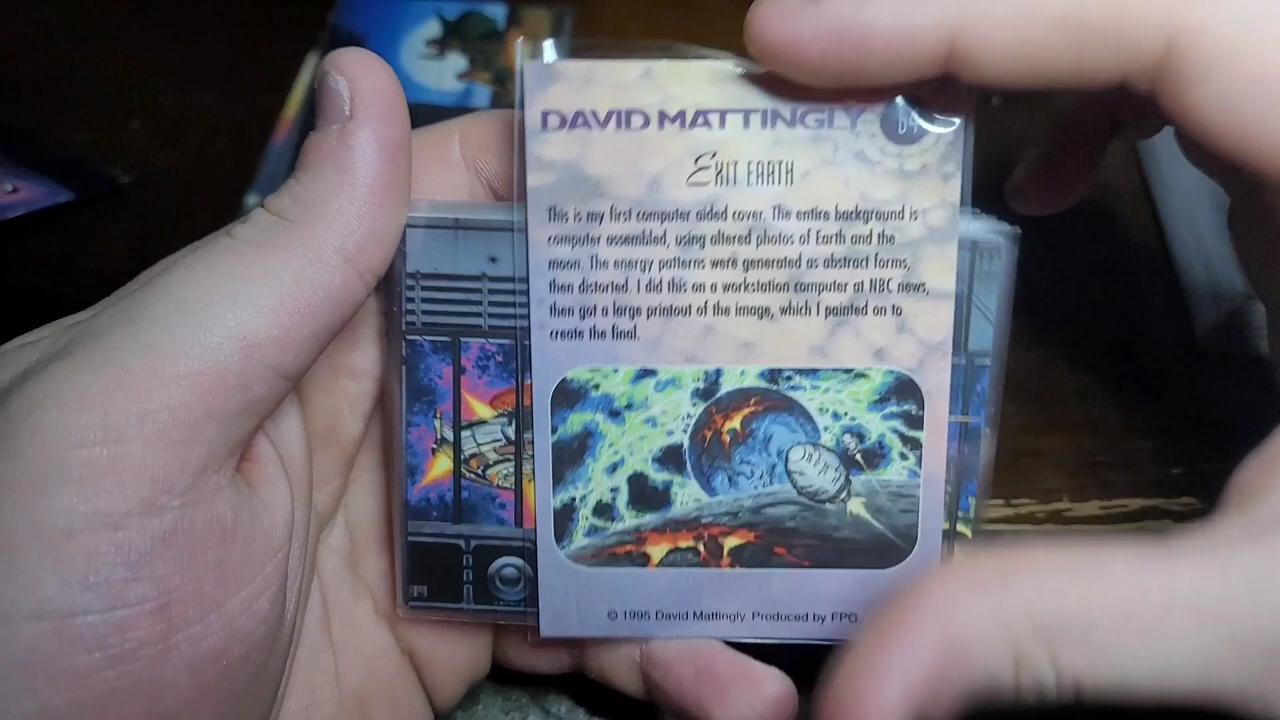 DAVID MATTINGLY
EXIT EARTH
This is my first computer aided cover. The entire background is
computer assembled, using altered photos of Earth and the
moon. The energy patterns were generated as abstract forms,
then distorted. I did this on a workstation computer at NBC news,
then got a large printout of the image, which I painted on to
create the final.
© 1995 David Mattingly Produced by FPG.